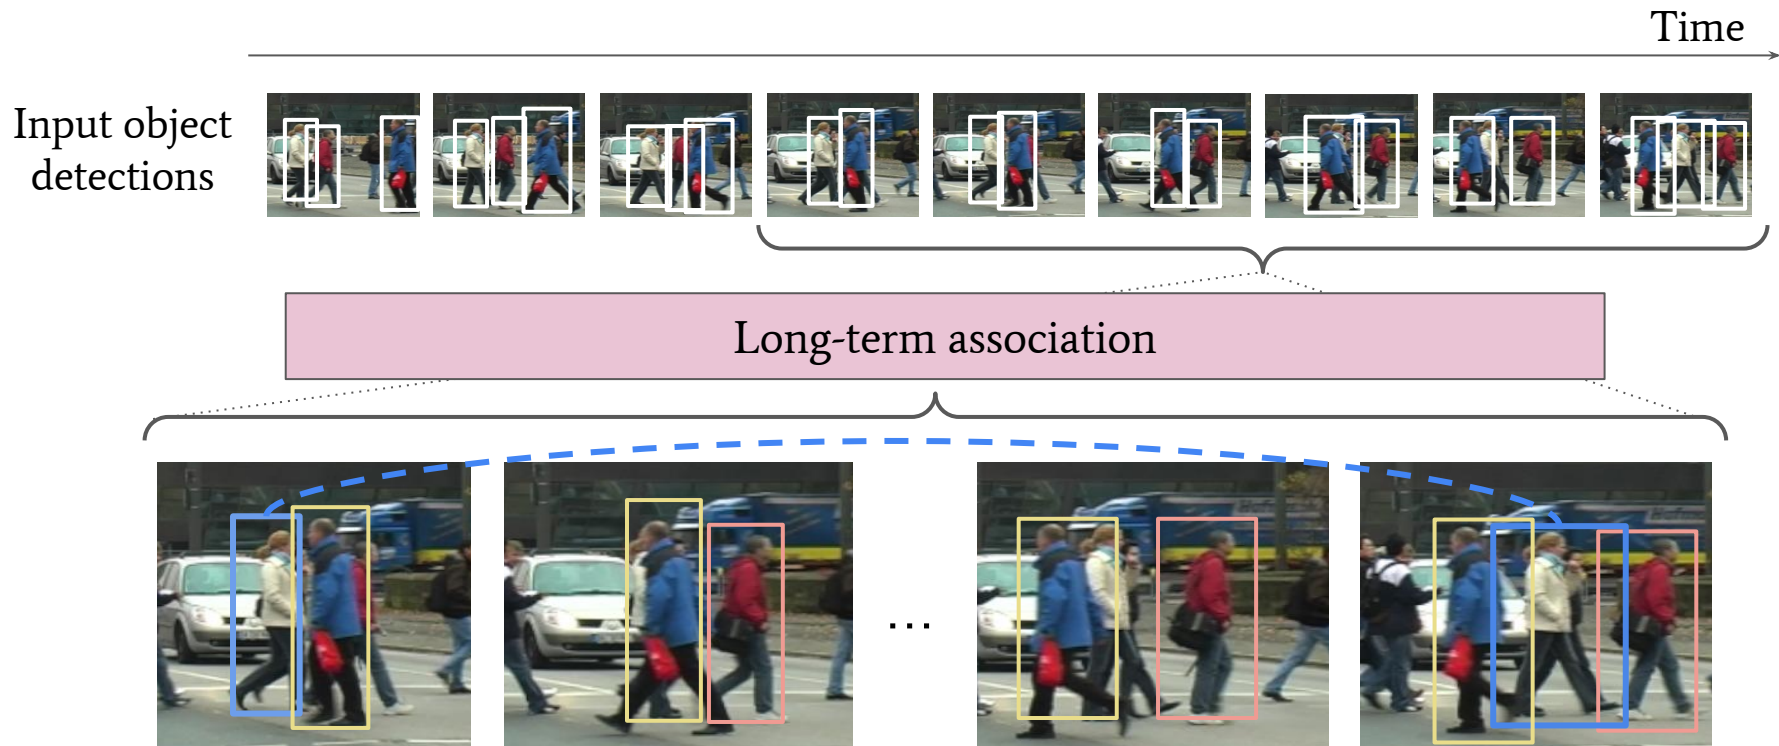 Time
Input object
detections
Long-term association
...